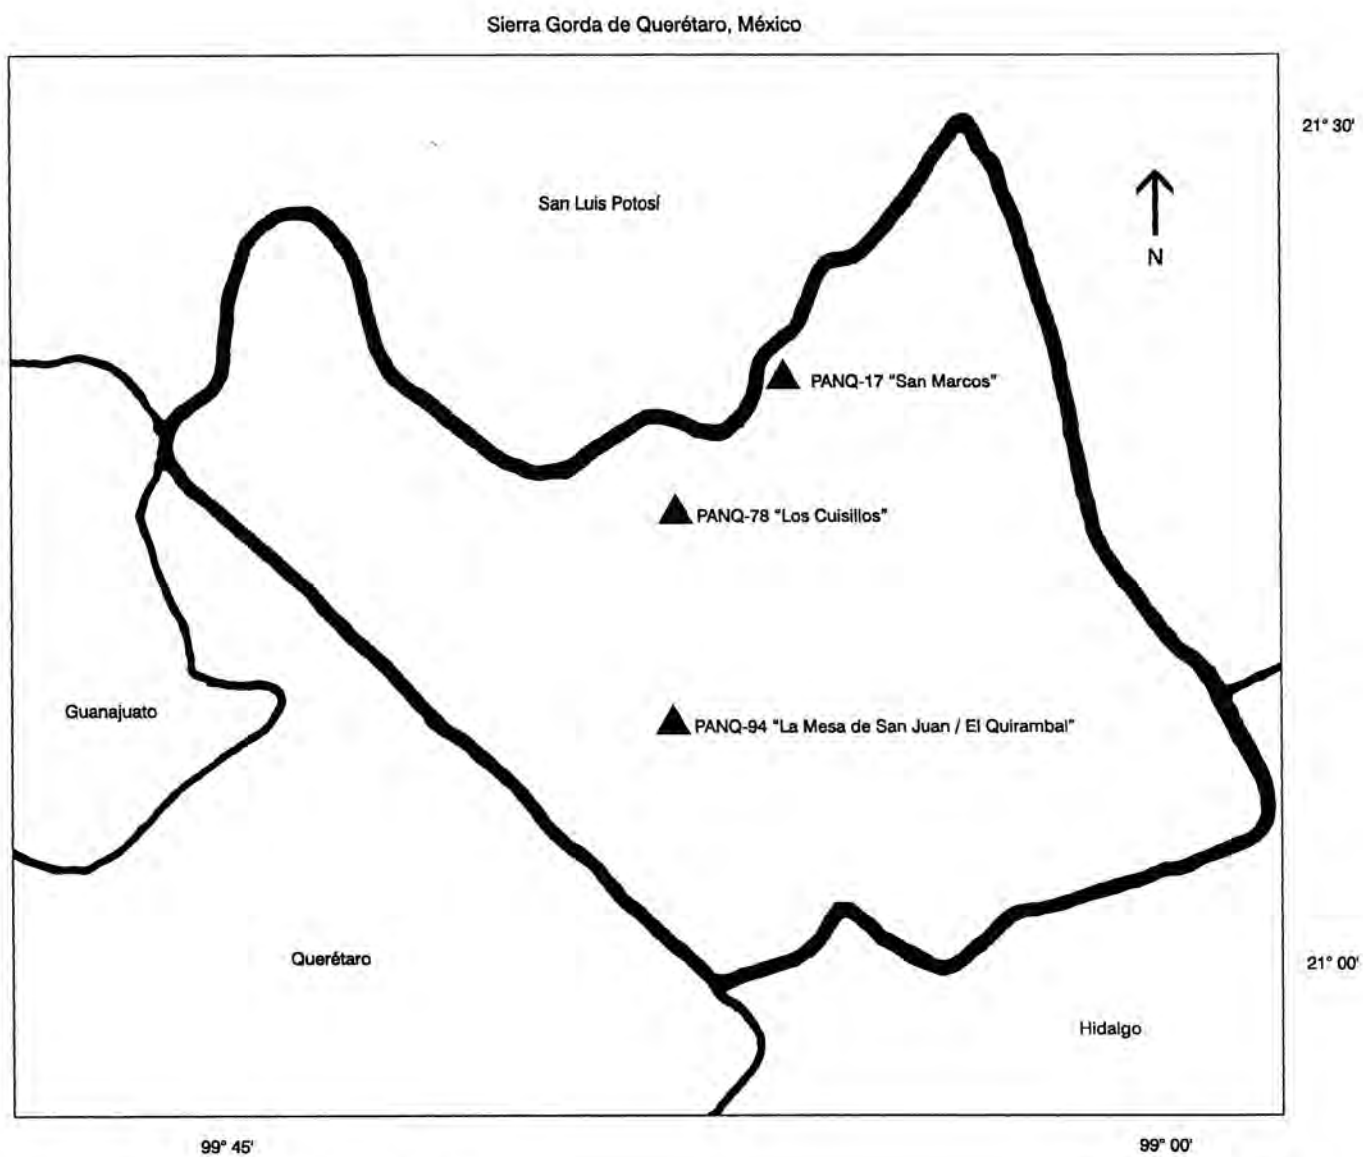 Sierra Gorda de Querétaro, México
21° 30'
San Luis Potosí
N
PANQ-17 "San Marcos"
PANQ-78 "Los Cuisillos"
Guanajuato
PANQ-94 "La Mesa de San Juan / El Quirambal"
Querétaro
21° 00'
Hidalgo
99° 45'
99° 00'